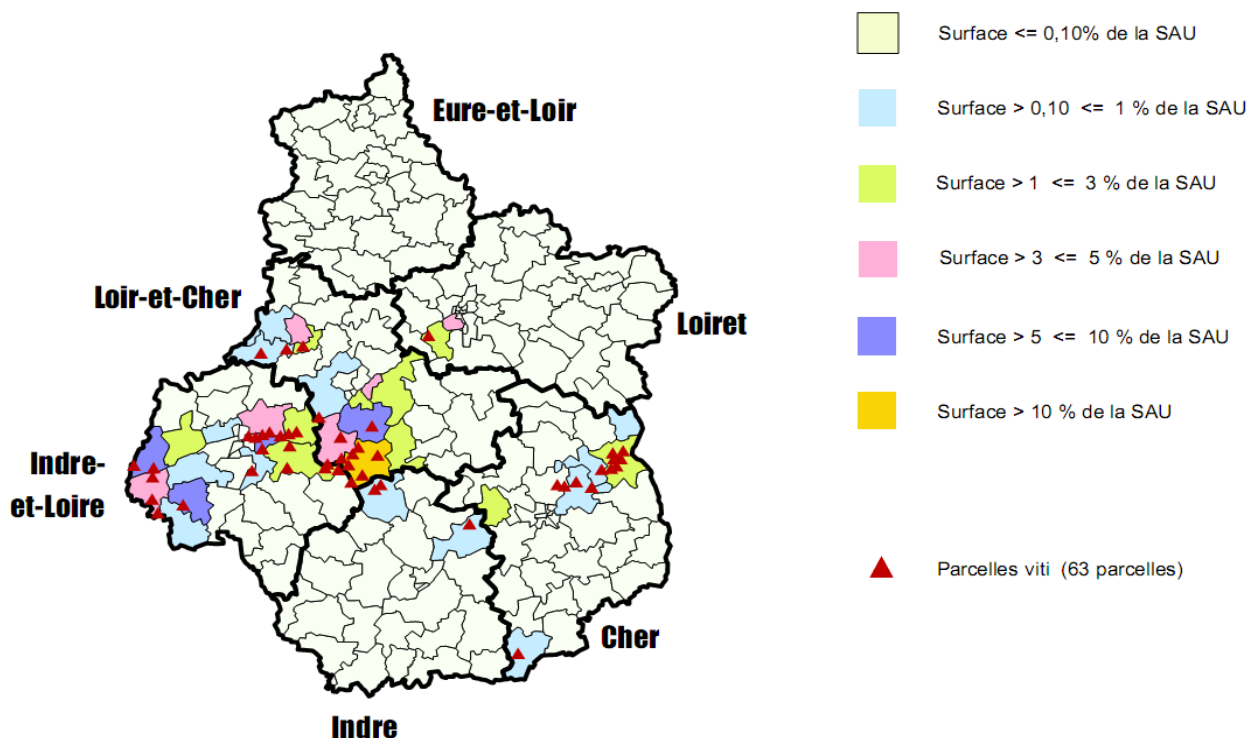 Surface <= 0,10% de la SAU
Eure-et-Loir
Surface > 0,10 <= 1 % de la SAU
Surface > 1 <= 3 % de la SAU
Surface > 3 <= 5 % de la SAU
Loir-et-Cher
Loiret
Surface > 5 <= 10 % de la SAU
Surface > 10 % de la SAU
Indre-
et-Loire
Parcelles viti (63 parcelles)
Cher
Indre